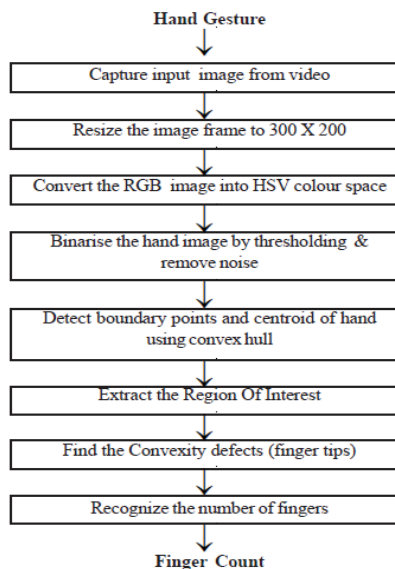 Hand Gesture
Capture input image from video
Resize the image frame to 300 X 200
Convert the RGB image into HSV colour space
Binarise the hand image by thresholding &
remove noise
Detect boundary points and centroid of hand
using convex hull
Extract the Region Of Interest
Find the Convexity defects (finger tips)
Recognize the number of fingers
Finger Count